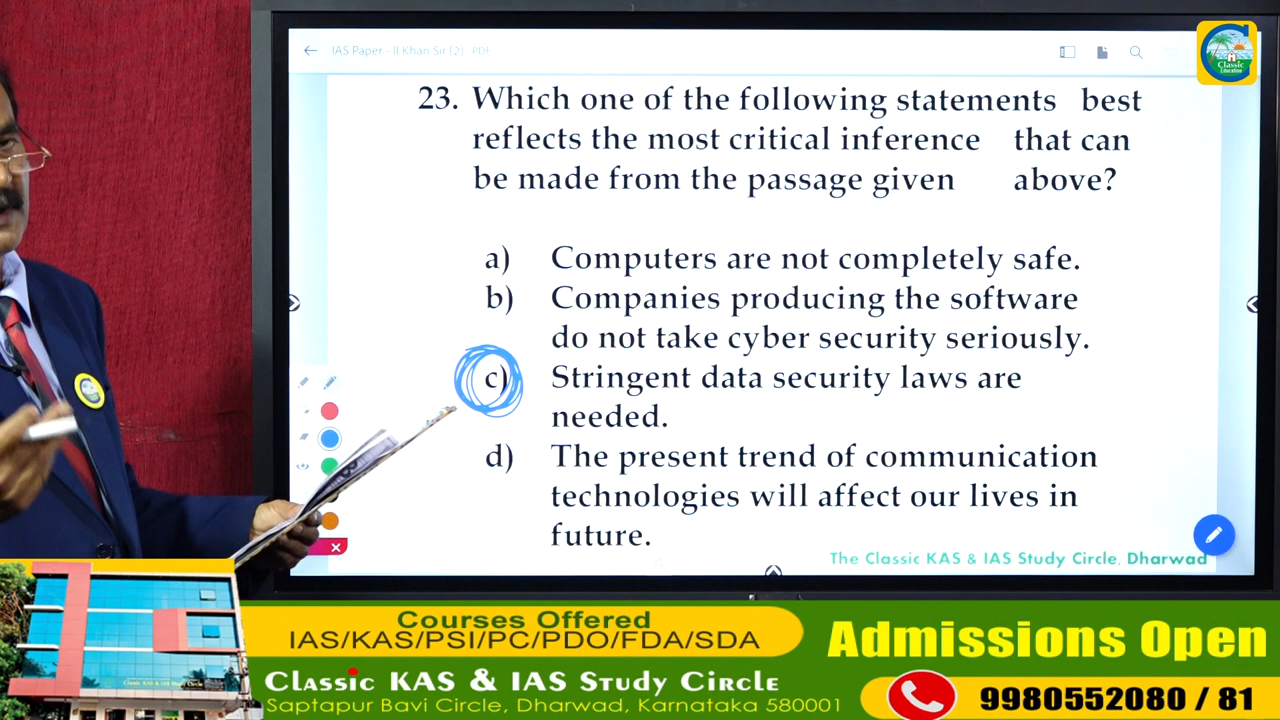 IAS Paper - II Khan Sir (2) PDF
Classic
Education
23. Which one of the following statements best
reflects the most critical inference that can
be made from the passage given above?
a) Computers are not completely safe.
b) Companies producing the software
do not take cyber security seriously.
c) Stringent data security laws are
needed.
d) The present trend of communication
technologies will affect our lives in
future.
The Classic KAS & IAS Study Circle, Dharwad
Courses Offered
IAS/KAS/PSI/PC/PDO/FDA/SDA
Classic KAS & IAS Study Circle
Saptapur Bavi Circle, Dharwad, Karnataka 580001
Admissions Open
9980552080 / 81